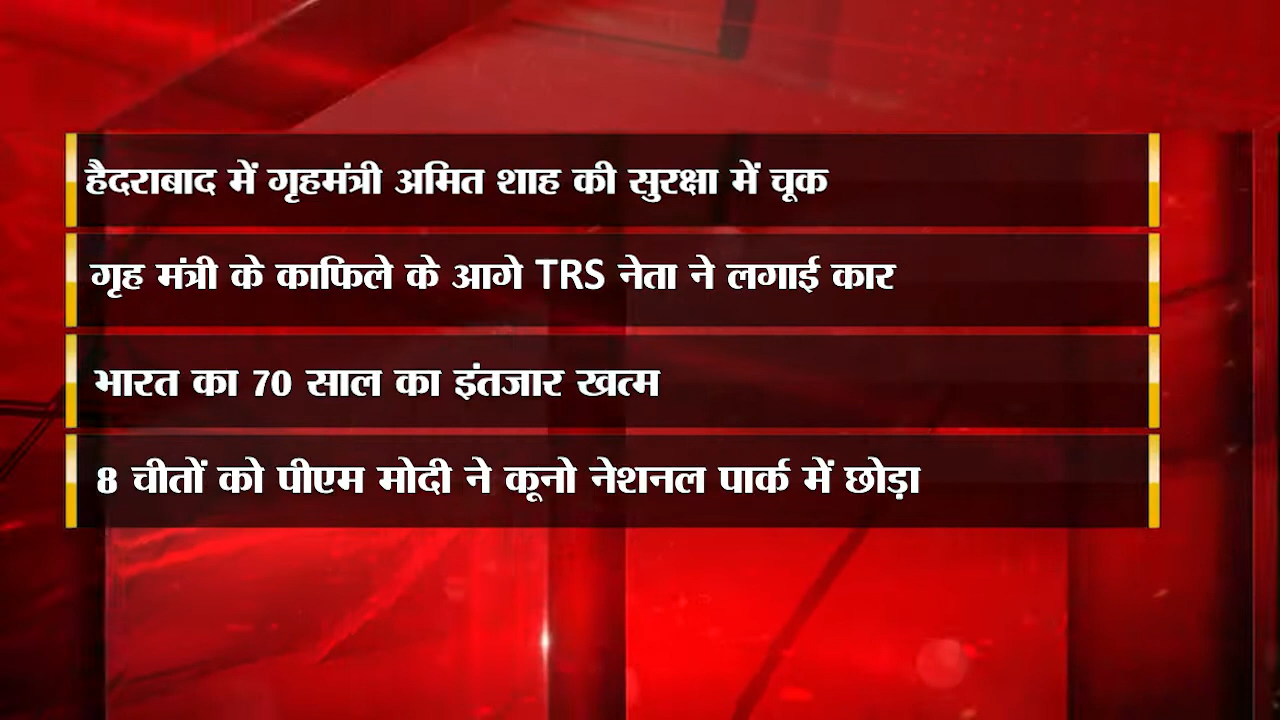 हैदराबाद में गृहमंत्री अमित शाह की सुरक्षा में चूक
गृह मंत्री के काफिले के आगे TRS नेता ने लगाई कार
भारत का 70 साल का इंतजार खत्म
8 चीतों को पीएम मोदी ने कूनो नेशनल पार्क में छोड़ा